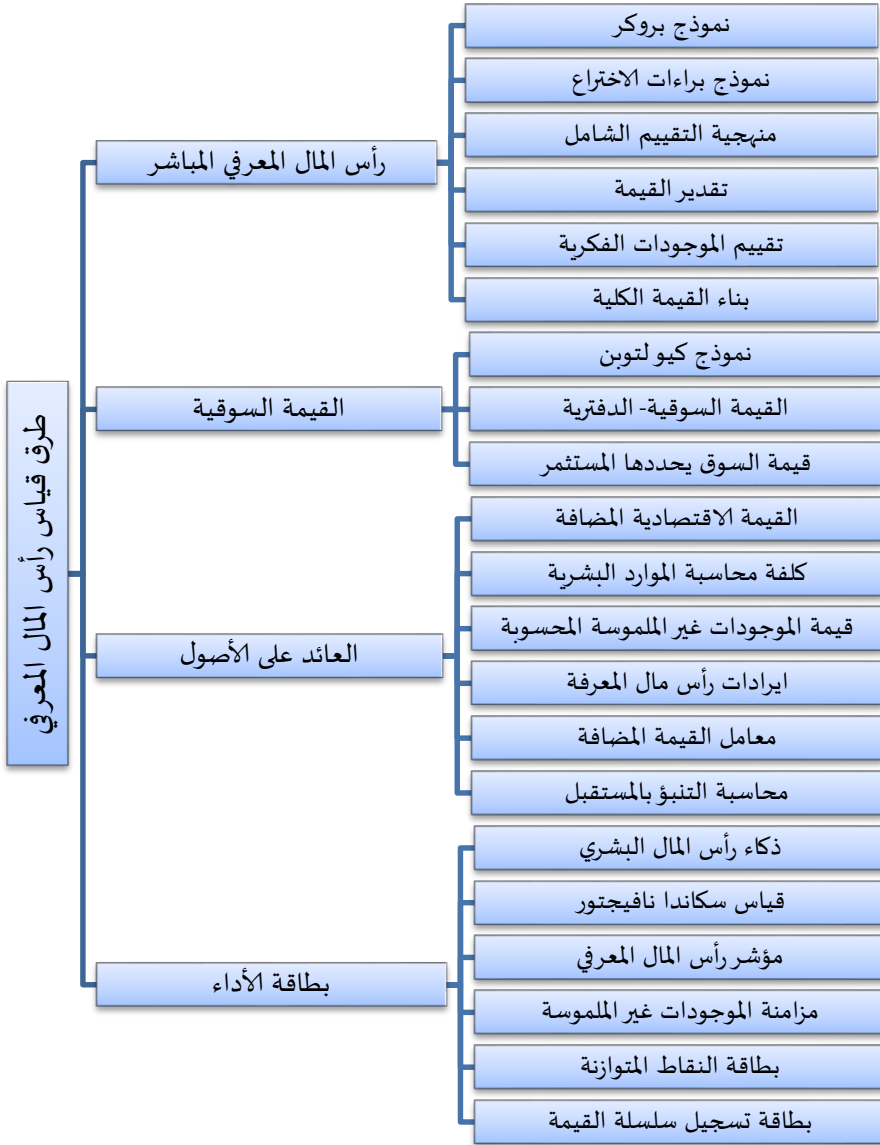 طرق قياس رأس المال المعرفي
رأس المال المعرفي المباشر
نموذج بروكر
نموذج براءات الاختراع
منهجية التقييم الشامل
تقدير القيمة
تقييم الموجودات الفكرية
بناء القيمة الكلية
القيمة السوقية
نموذج كيو لتوبن
القيمة السوقية- الدفترية
قيمة السوق يحددها المستثمر
العائد على الأصول
القيمة الاقتصادية المضافة
كلفة محاسبة الموارد البشرية
قيمة الموجودات غير الملموسة المحسوبة
ايرادات رأس مال المعرفة
معامل القيمة المضافة
محاسبة التنبؤ بالمستقبل
بطاقة الأداء
ذكاء رأس المال البشري
قياس سكاندا نافيجتور
مؤشر رأس المال المعرفي
مزامنة الموجودات غير الملموسة
بطاقة النقاط المتوازنة
بطاقة تسجيل سلسلة القيمة